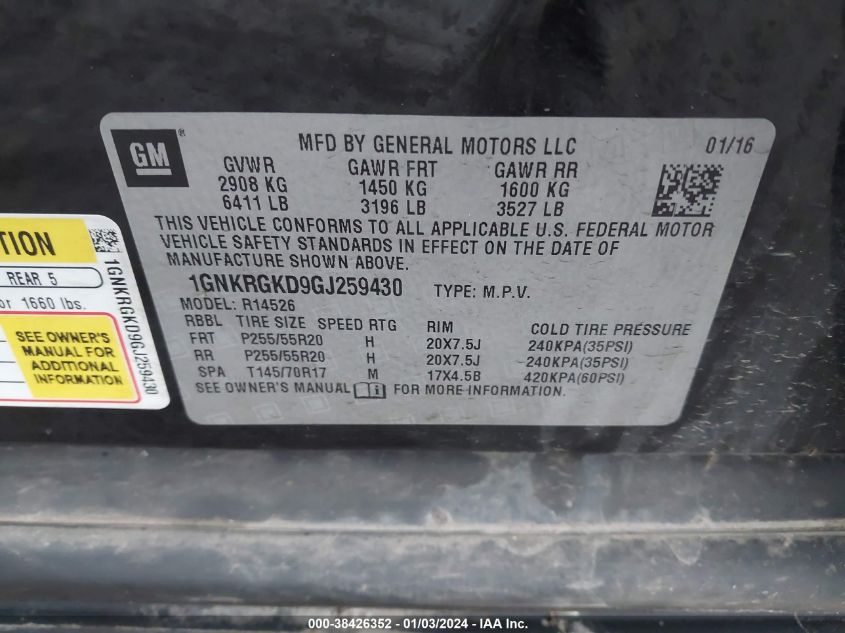 GM
®
MFD BY GENERAL MOTORS LLC 01/16
GVWR GAWR FRT GAWR RR
2908 KG 1450 KG 1600 KG
6411 LB 3196 LB 3527 LB
THIS VEHICLE CONFORMS TO ALL APPLICABLE U.S. FEDERAL MOTOR
VEHICLE SAFETY STANDARDS IN EFFECT ON THE DATE OF
MANUFACTURE SHOWN ABOVE.
1GNKRGKD9GJ259430 TYPE: M.P.V.
MODEL: R14526
RBBL TIRE SIZE SPEED RTG RIM COLD TIRE PRESSURE
FRT P255/55R20 H 20X7.5J 240KPA(35PSI)
RR P255/55R20 H 20X7.5J 240KPA(35PSI)
SPA T145/70R17 M 17X4.5B 420KPA(60PSI)
SEE OWNER'S MANUAL FOR MORE INFORMATION.
REAR 5
1660 lbs.
SEE OWNER'S
MANUAL FOR
ADDITIONAL
INFORMATION
1GNKRGKD9GJ259430
000-38426352 - 01/03/2024 - IAA Inc.